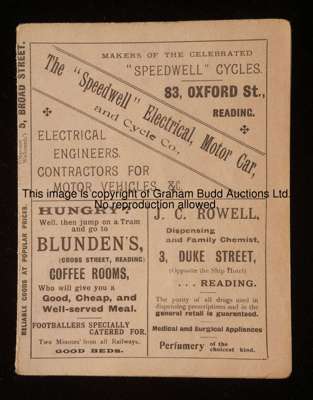 MAKERS OF THE CELEBRATED
"SPEEDWELL" CYCLES.
83, OXFORD St.,
READING.
The "Speedwell" Electrical, Motor Car,
and Cycle Co.,
ELECTRICAL
ENGINEERS.
CONTRACTORS FOR
MOTOR VEHICLES, &C.
This image is copyright of Graham Budd Auctions Ltd.
No reproduction allowed.
HUNGRY?
Well, then jump on a Tram
and go to
BLUNDEN'S,
(CROSS STREET, READING)
COFFEE ROOMS,
Who will give you a
Good, Cheap, and
Well-served Meal.
FOOTBALLERS SPECIALLY
CATERED FOR.
Two Minutes' from all Railways.
GOOD BEDS.
J. C. ROWELL,
Dispensing
and Family Chemist,
3, DUKE STREET,
(Opposite the Ship Hotel)
. . . READING.
The purity of all drugs used in
dispensing prescriptions and in the
general retail is guaranteed.
Medical and Surgical Appliances
Perfumery of the choicest kind.
RELIABLE GOODS AT POPULAR PRICES.
5, BROAD STREET.